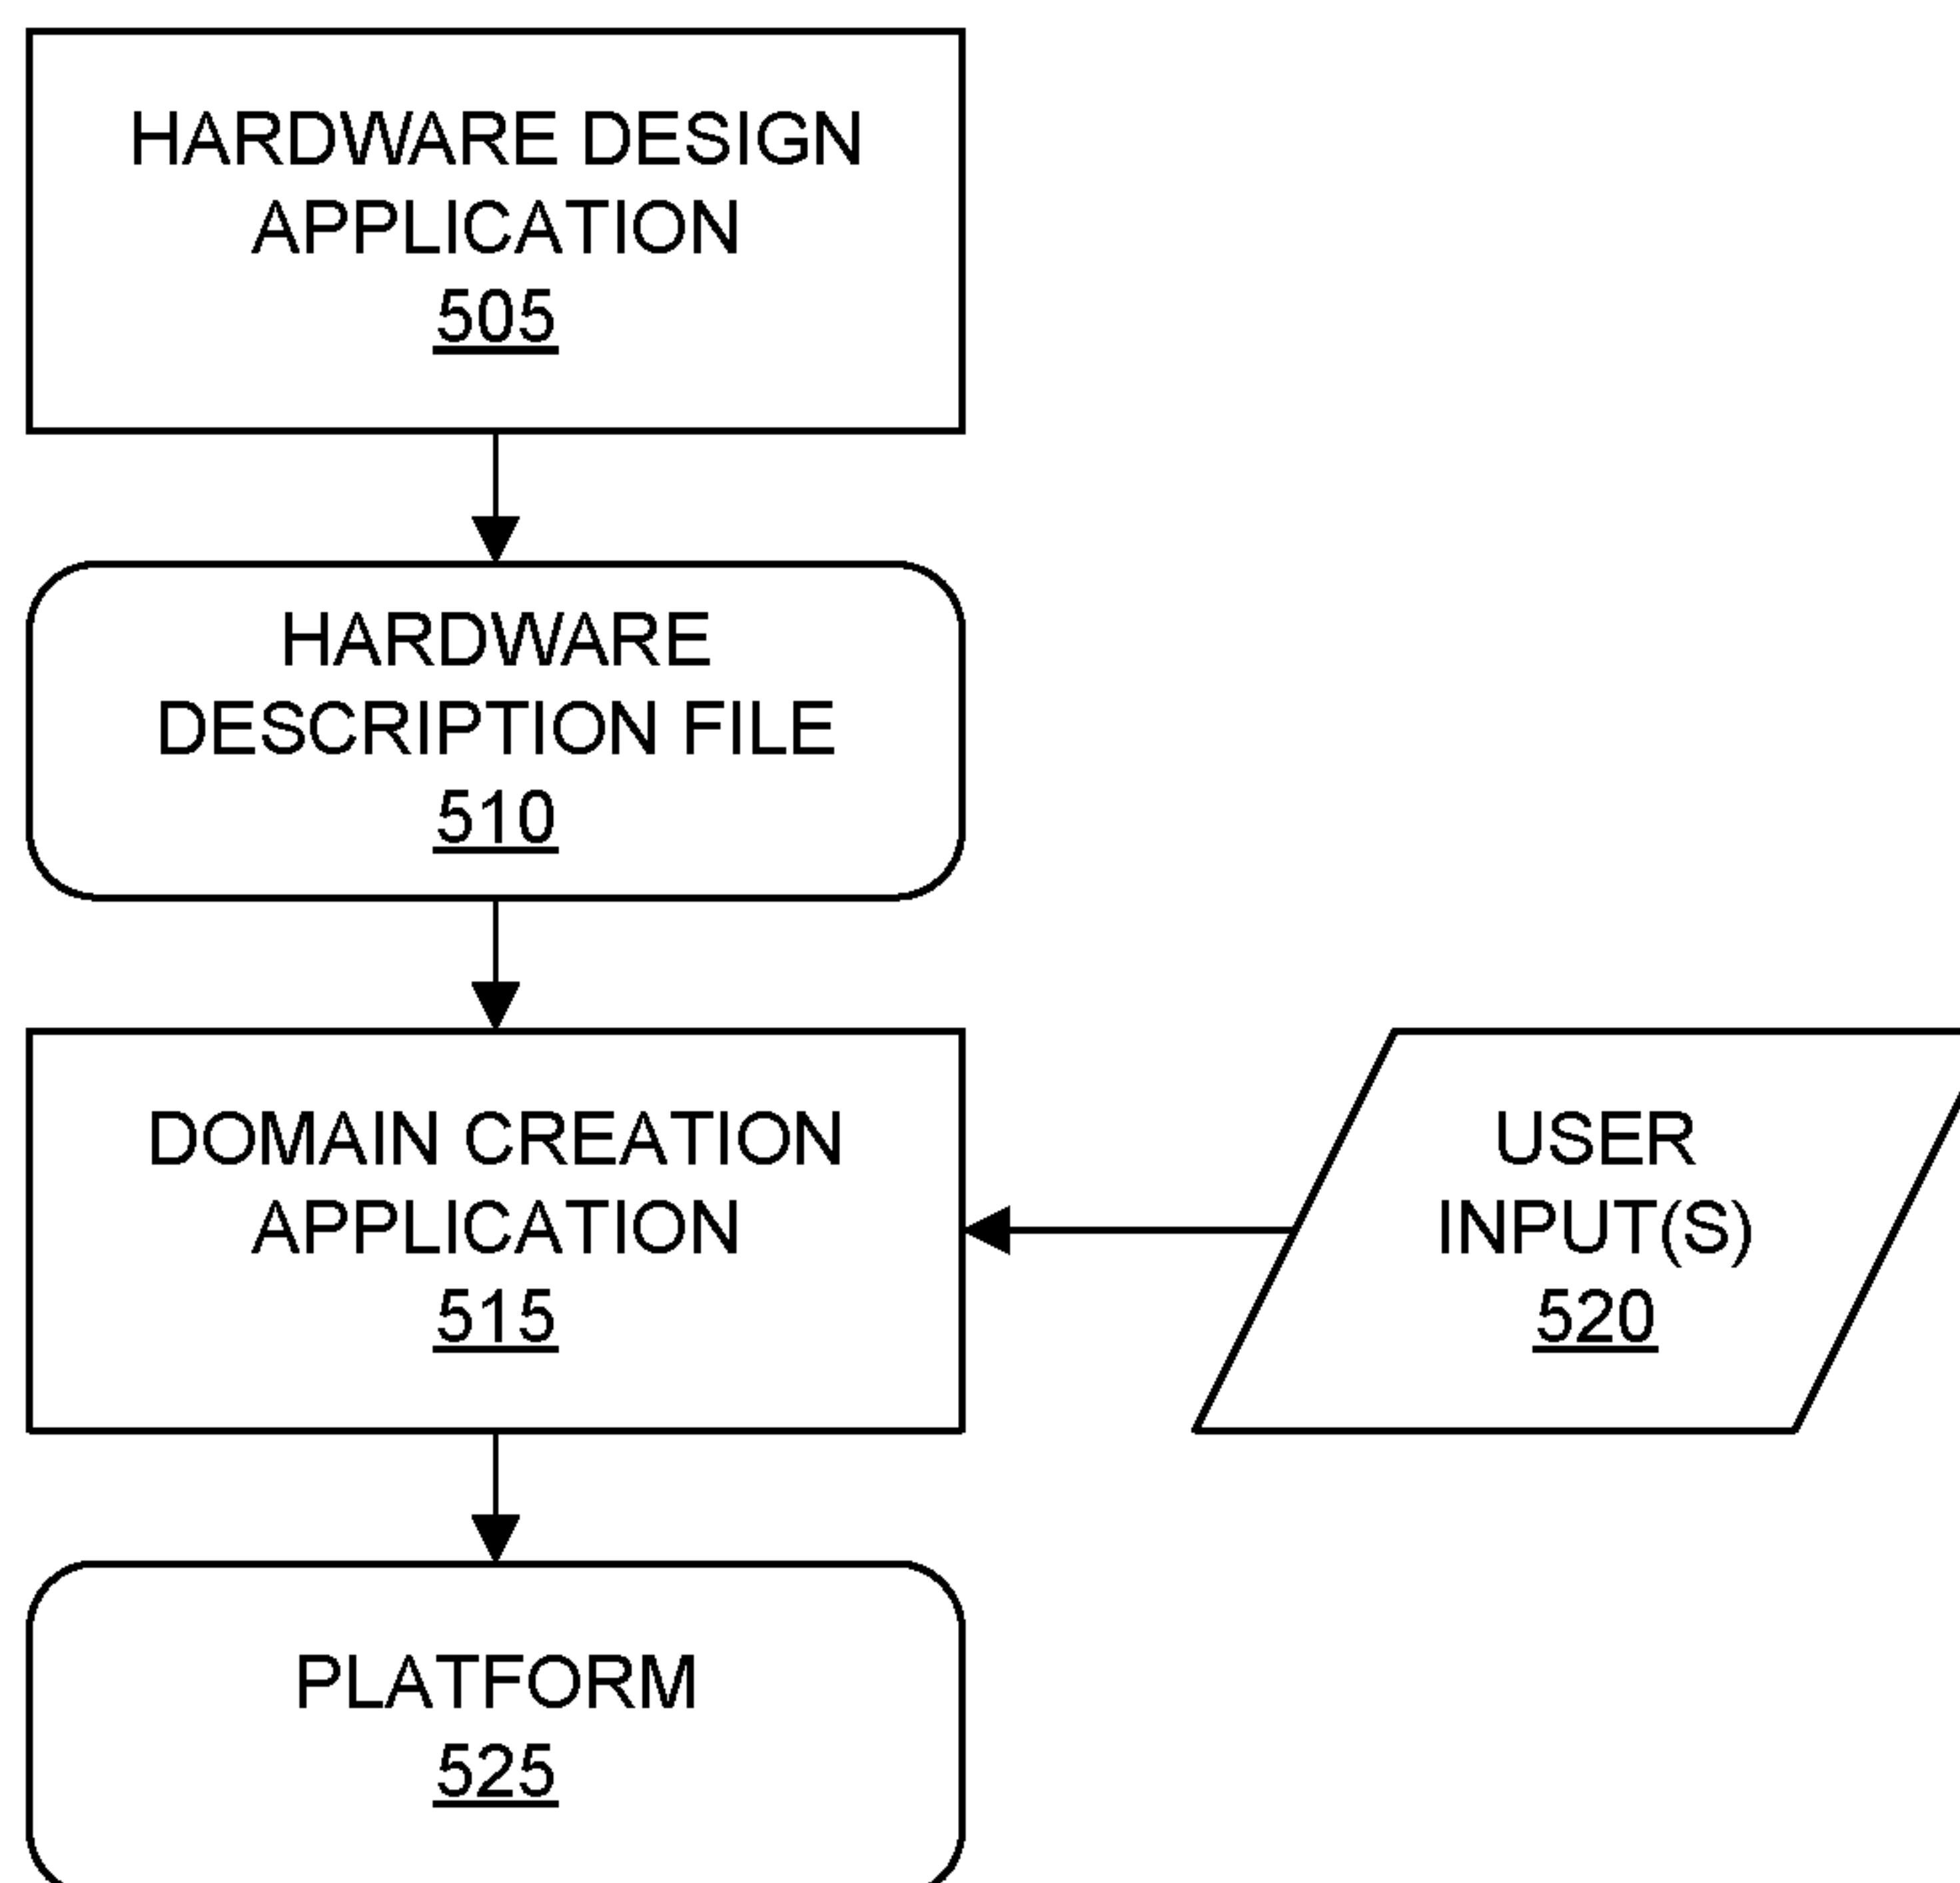 HARDWARE DESIGN
APPLICATION
505
HARDWARE
DESCRIPTION FILE
510
DOMAIN CREATION
APPLICATION
515
USER
INPUT(S)
520
PLATFORM
525